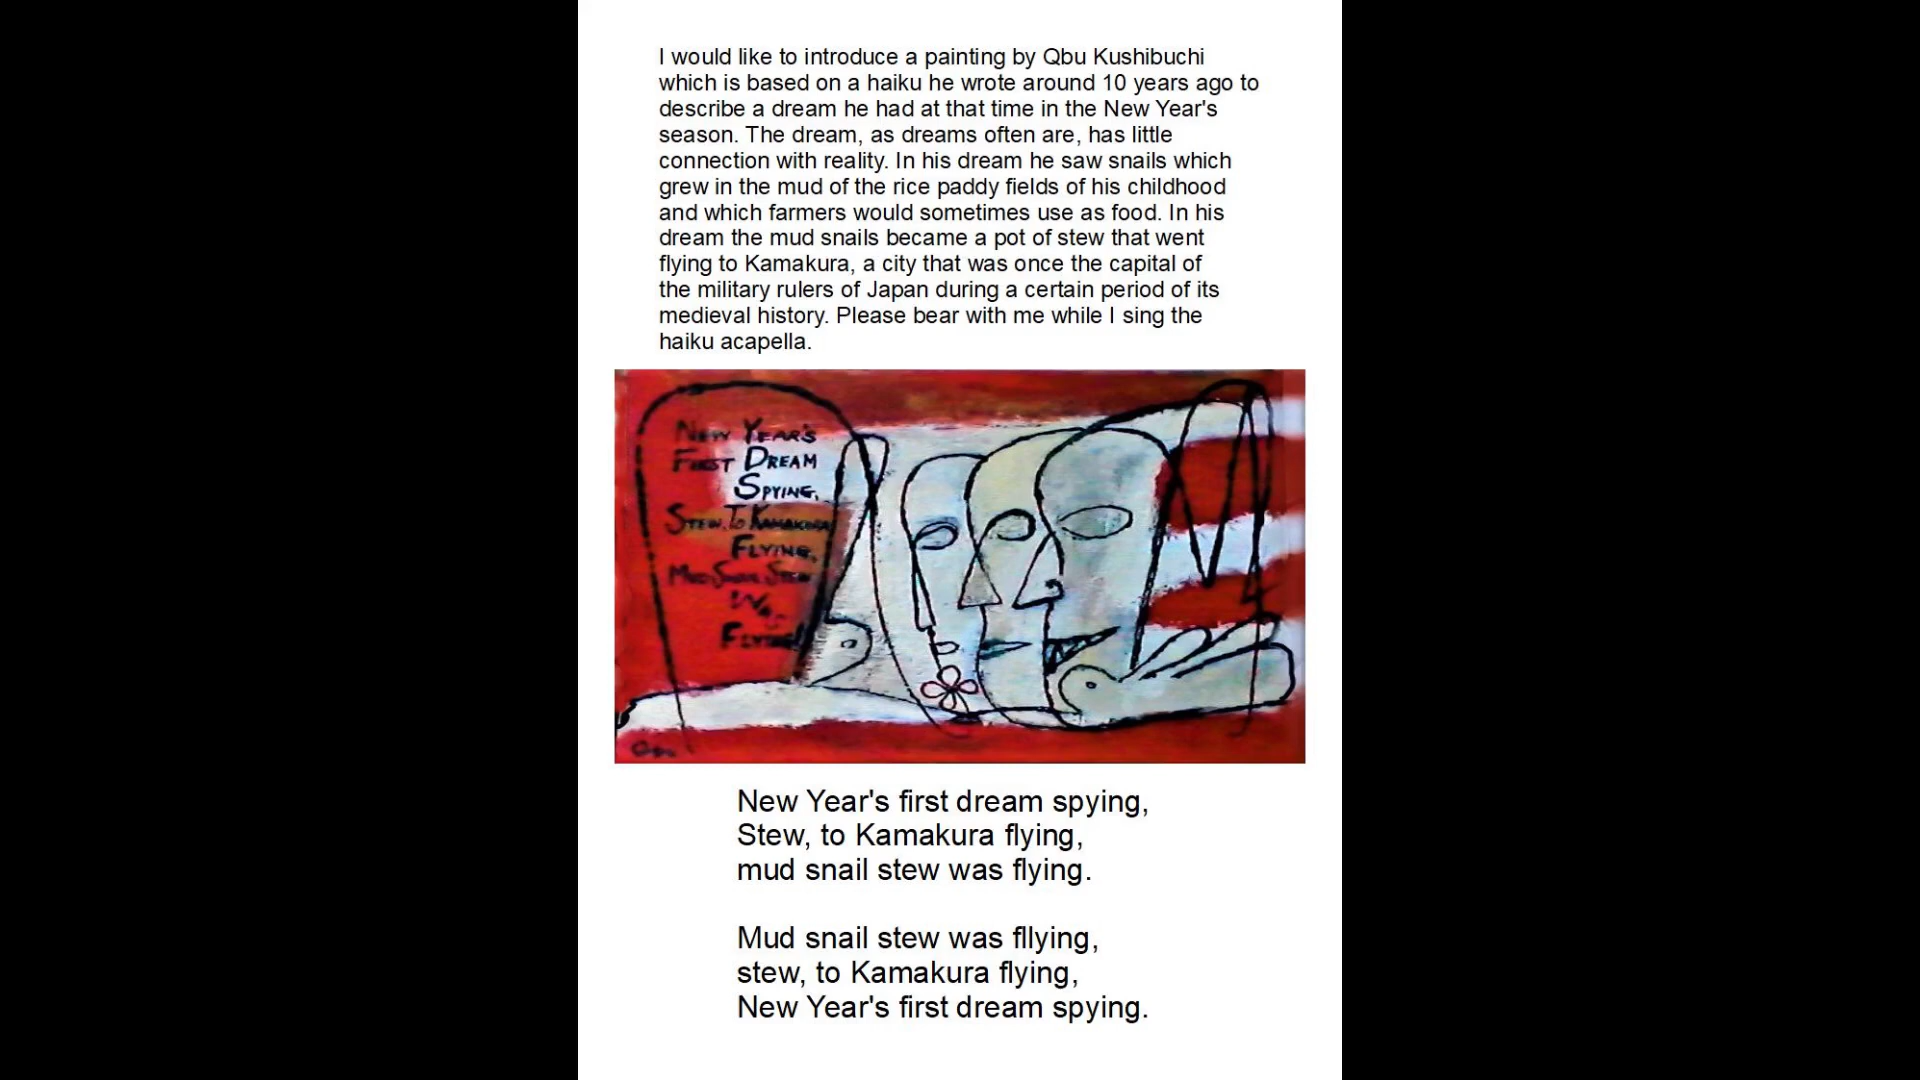 I would like to introduce a painting by Qbu Kushibuchi
which is based on a haiku he wrote around 10 years ago to
describe a dream he had at that time in the New Year's
season. The dream, as dreams often are, has little
connection with reality. In his dream he saw snails which
grew in the mud of the rice paddy fields of his childhood
and which farmers would sometimes use as food. In his
dream the mud snails became a pot of stew that went
flying to Kamakura, a city that was once the capital of
the military rulers of Japan during a certain period of its
medieval history. Please bear with me while I sing the
haiku acapella.
NEW YEAR'S
FIRST DREAM
SPYING,
STEW, TO KAMAKURA
FLYING,
MUD SNAIL STEW
WAS
FLYING!
New Year's first dream spying,
Stew, to Kamakura flying,
mud snail stew was flying.
Mud snail stew was fllying,
stew, to Kamakura flying,
New Year's first dream spying.